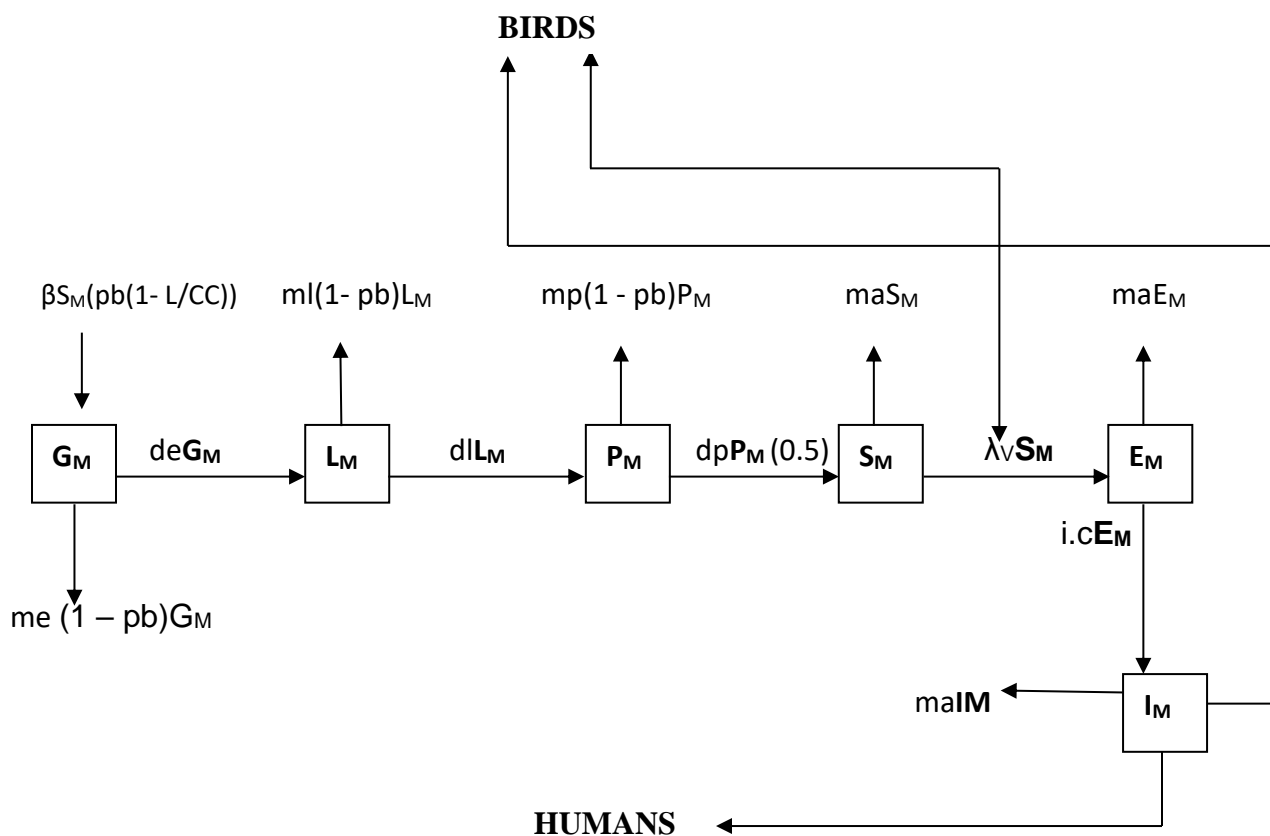 BIRDS
βSM(pb(1- L/CC))
ml(1- pb)LM
mp(1 - pb)PM
maSM
maEM
GM
deGM
LM
dlLM
PM
dpPM (0.5)
SM
λVSM
EM
i.cEM
me (1 – pb)GM
maIM
IM
HUMANS